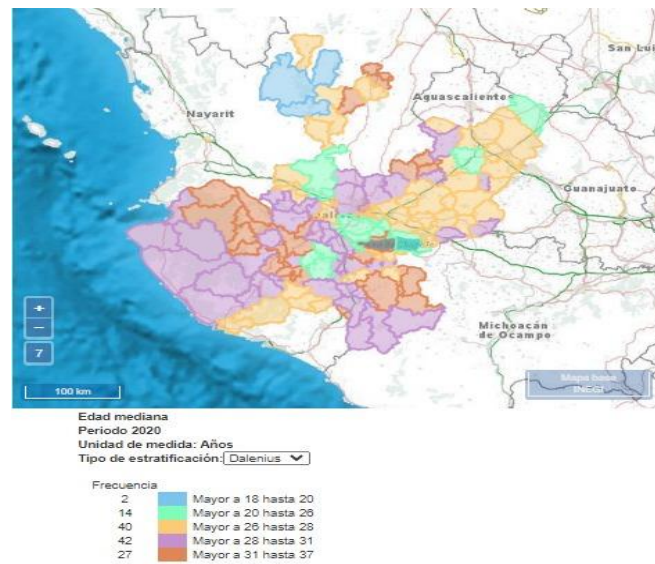 San Lui
Aguascalientes
Nayarit
Guanajuato
Michoacán
de Ocampo
+
–
7
100 km
Mapa base
INEGI
Edad mediana
Periodo 2020
Unidad de medida: Años
Tipo de estratificación: Dalenius
Frecuencia
2 Mayor a 18 hasta 20
14 Mayor a 20 hasta 26
40 Mayor a 26 hasta 28
42 Mayor a 28 hasta 31
27 Mayor a 31 hasta 37